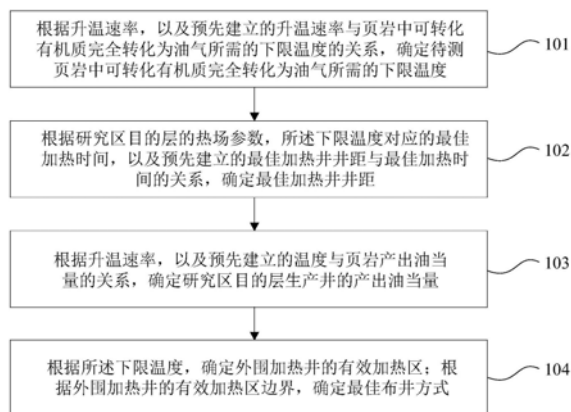 根据升温速率，以及预先建立的升温速率与页岩中可转化
有机质完全转化为油气所需的下限温度的关系，确定待测
页岩中可转化有机质完全转化为油气所需的下限温度
101
根据研究区目的层的热场参数，所述下限温度对应的最佳
加热时间，以及预先建立的最佳加热井井距与最佳加热时
间的关系，确定最佳加热井井距
102
根据升温速率，以及预先建立的温度与页岩产出油当
量的关系，确定研究区目的层生产井的产出油当量
103
根据所述下限温度，确定外围加热井的有效加热区；根
据外围加热井的有效加热区边界，确定最佳布井方式
104